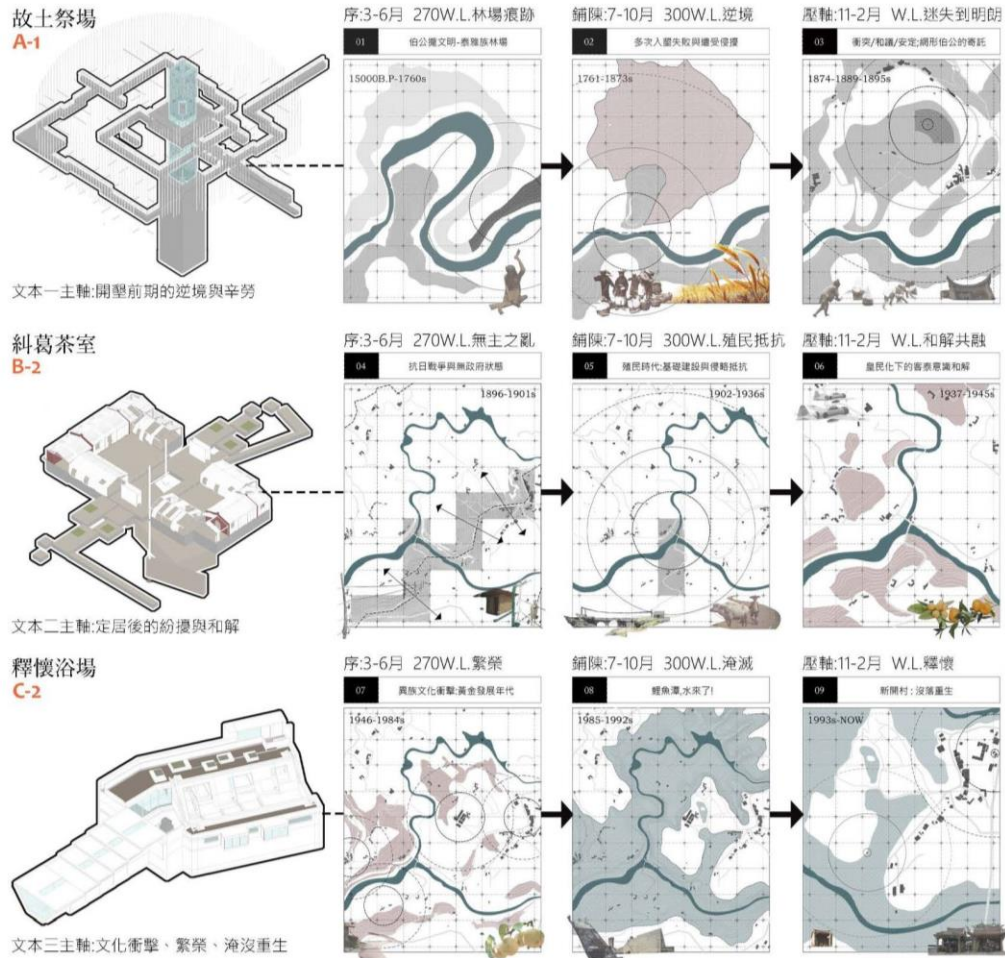 故土祭場
A-1
文本一主軸:開墾前期的逆境與辛勞
序:3-6月 270W.L.林場痕跡
01 伯公攤文明-泰雅族林場
15000B.P-1760s
鋪陳:7-10月 300W.L.逆境
02 多次入墾失敗與繼受侵擾
1761-1873s
壓軸:11-2月 W.L.迷失到明朗
03 衝突/和議/安定;網形伯公的寄託
1874-1889-1895s
糾葛茶室
B-2
文本二主軸:定居後的紛擾與和解
序:3-6月 270W.L.無主之亂
04 抗日戰爭與無政府狀態
1896-1901s
鋪陳:7-10月 300W.L.殖民抵抗
05 殖民時代:基礎建設與侵略抵抗
1902-1936s
壓軸:11-2月 W.L.和解共融
06 皇民化下的客泰意識和解
1937-1945s
釋懷浴場
C-2
文本三主軸:文化衝擊、繁榮、淹沒重生
序:3-6月 270W.L.繁榮
07 異族文化衝擊:黃金發展年代
1946-1984s
鋪陳:7-10月 300W.L.淹滅
08 鯉魚潭,水來了!
1985-1992s
壓軸:11-2月 W.L.釋懷
09 新開村:沒落重生
1993s-NOW